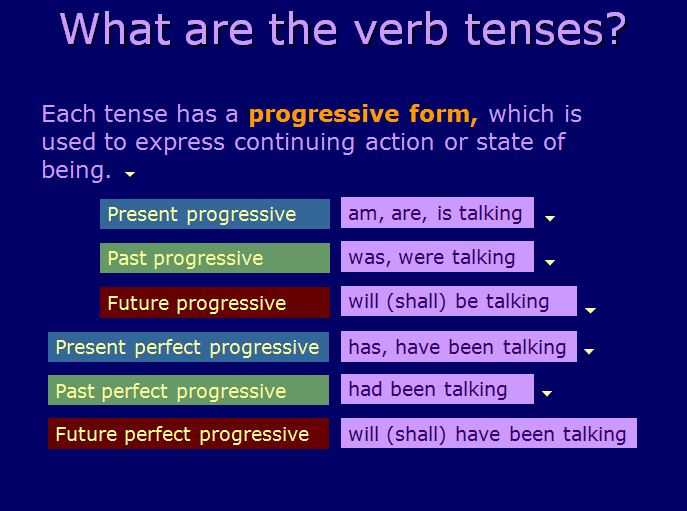 What are the verb tenses?
Each tense has a progressive form, which is
used to express continuing action or state of
being.
Present progressive am, are, is talking
Past progressive was, were talking
Future progressive will (shall) be talking
Present perfect progressive has, have been talking
Past perfect progressive had been talking
Future perfect progressive will (shall) have been talking